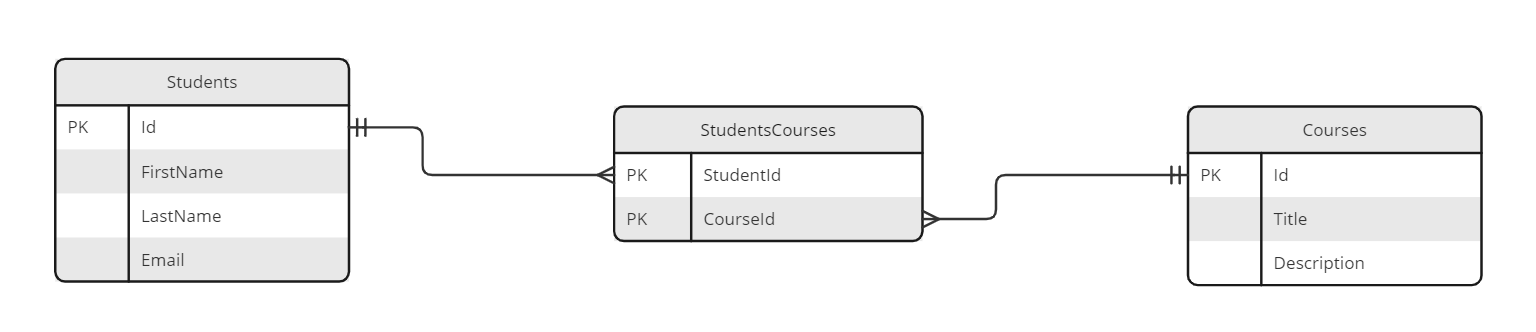 Students
PK Id
FirstName
LastName
Email
StudentsCourses
PK StudentId
PK CourseId
Courses
PK Id
Title
Description